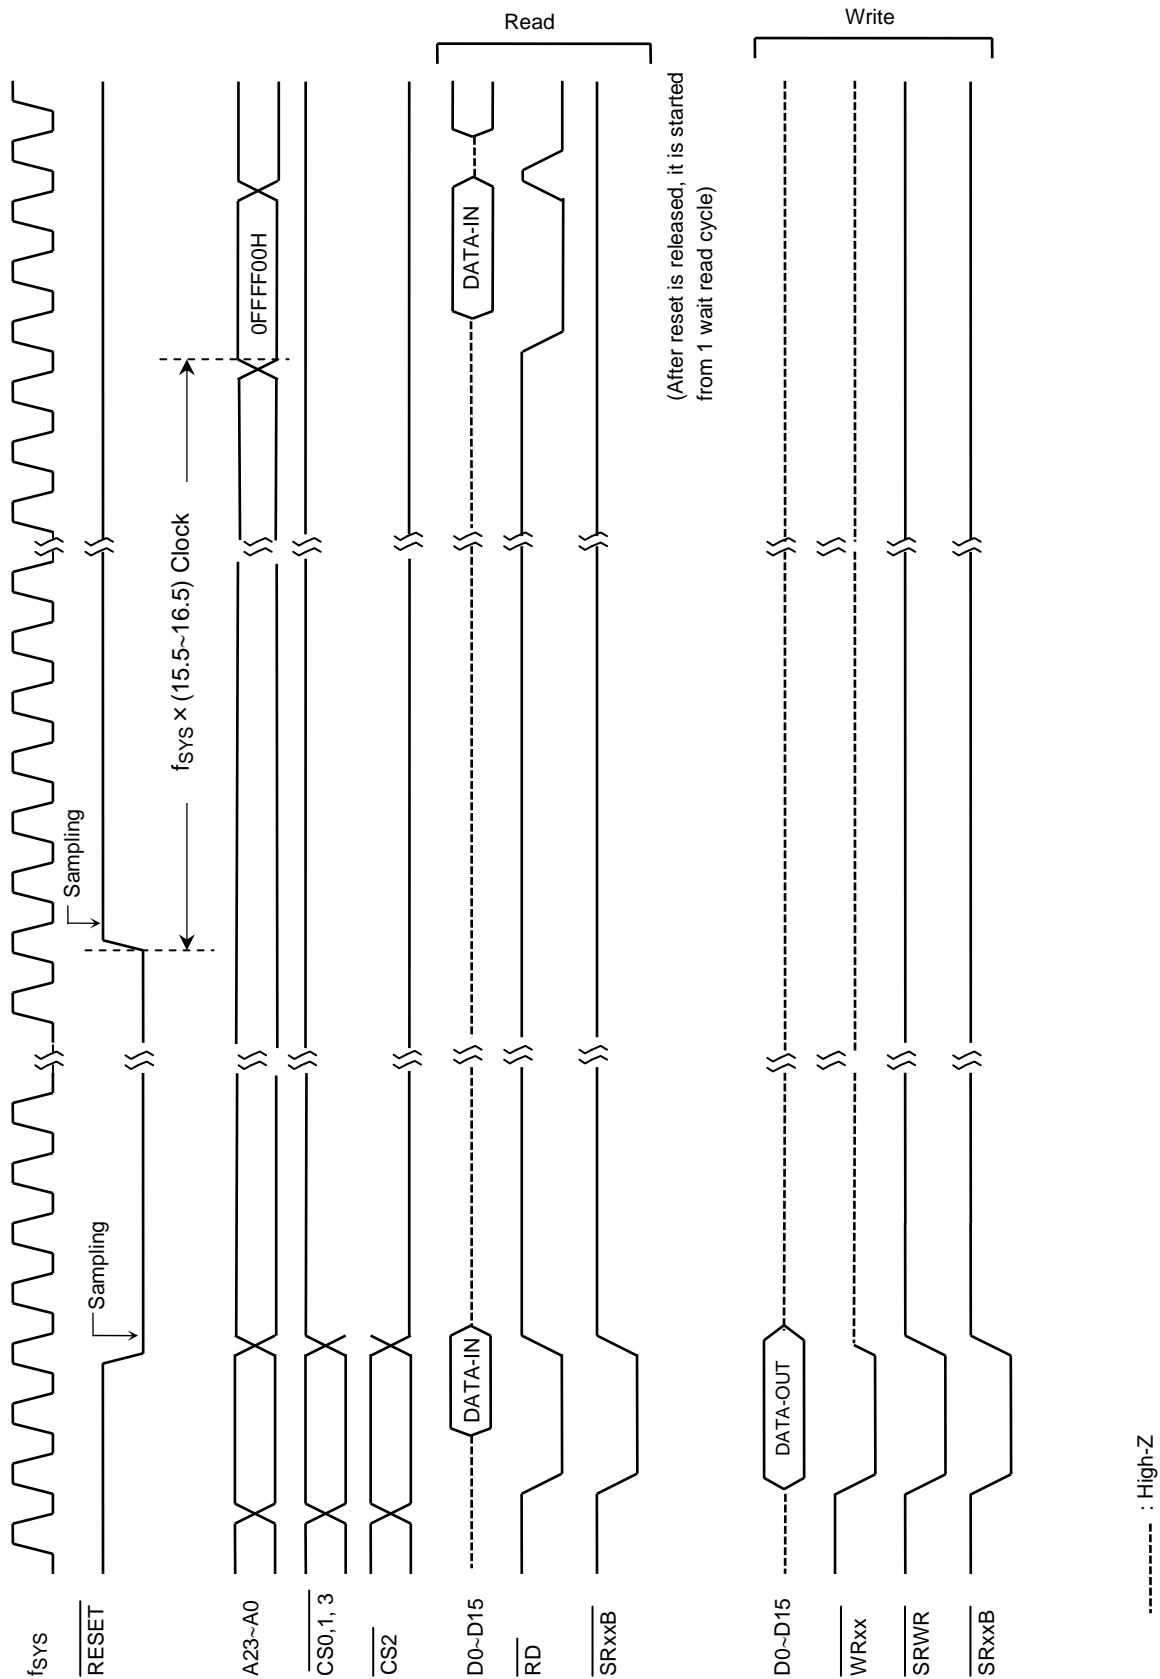 Read
Write
fSYS
Sampling
Sampling
RESET
fSYS × (15.5~16.5) Clock
A23~A0
0FFFF00H
CS0,1, 3
CS2
D0~D15
DATA-IN
DATA-IN
RD
SRxxB
(After reset is released, it is started
from 1 wait read cycle)
D0~D15
DATA-OUT
WRxx
SRWR
SRxxB
: High-Z